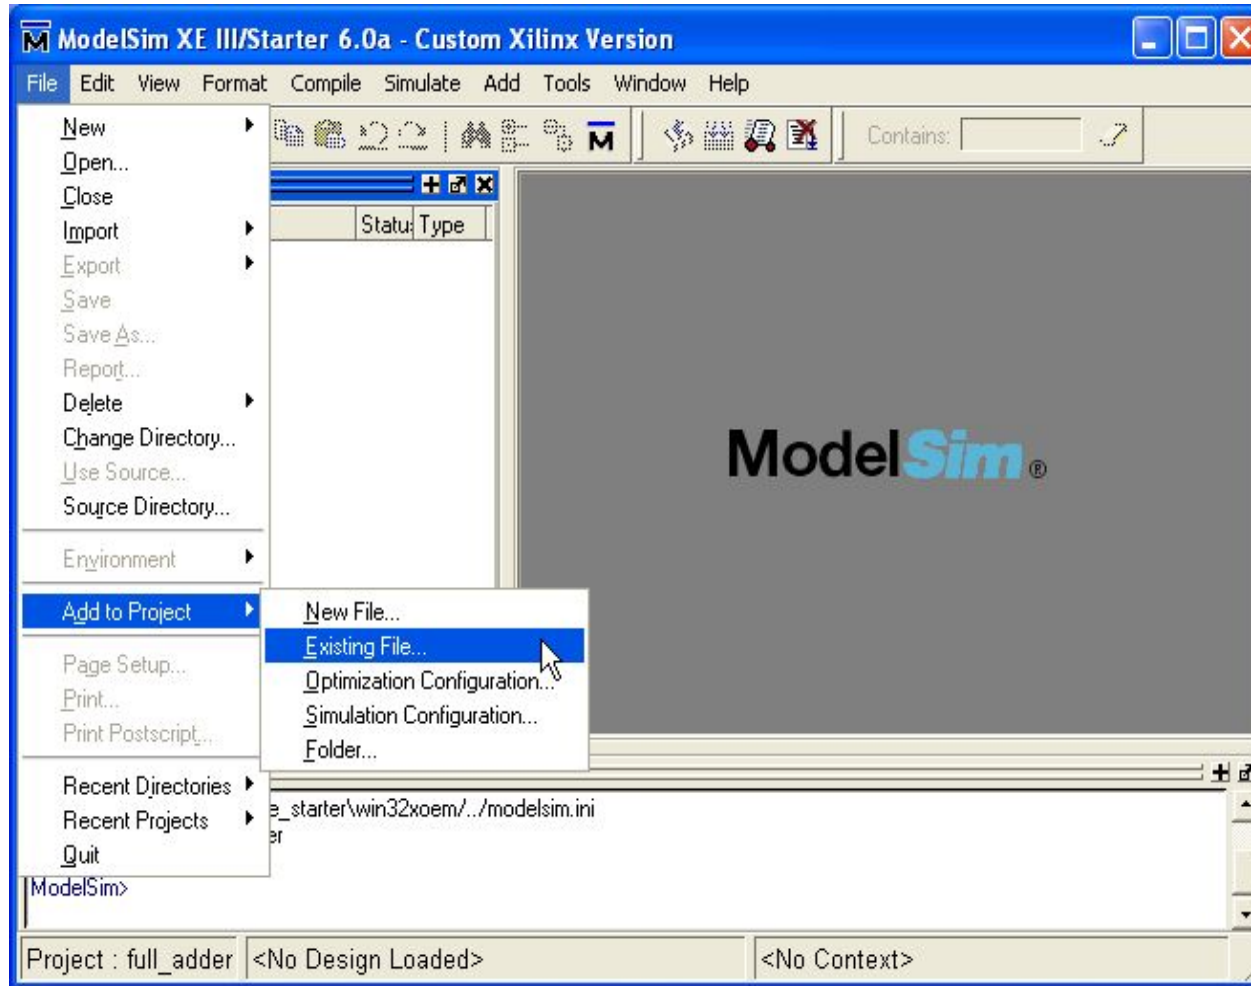 ModelSim XE III/Starter 6.0a - Custom Xilinx Version
File Edit View Format Compile Simulate Add Tools Window Help
Contains:
New
Open...
Close
Import
Export
Save
Save As...
Report...
Delete
Change Directory...
Use Source...
Source Directory...
Environment
Add to Project
Page Setup...
Print...
Print Postscript...
Recent Directories
Recent Projects
Quit
Status Type
ModelSim®
New File...
Existing File...
Optimization Configuration...
Simulation Configuration...
Folder...
e_starter\win32xoem/../modelsim.ini
er
ModelSim>
Project : full_adder <No Design Loaded> <No Context>